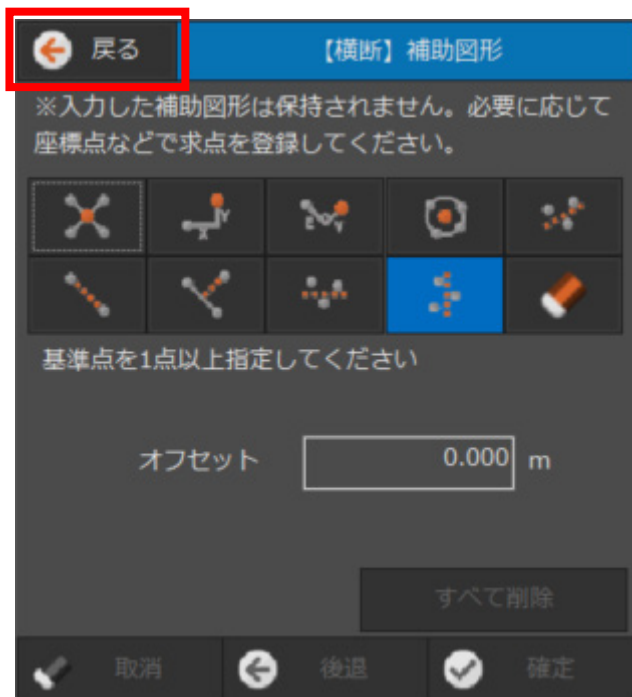 戻る
【横断】補助図形
※入力した補助図形は保持されません。必要に応じて
座標点などで求点を登録してください。
X Y
基準点を1点以上指定してください
オフセット 0.000 m
すべて削除
取消 後退 確定